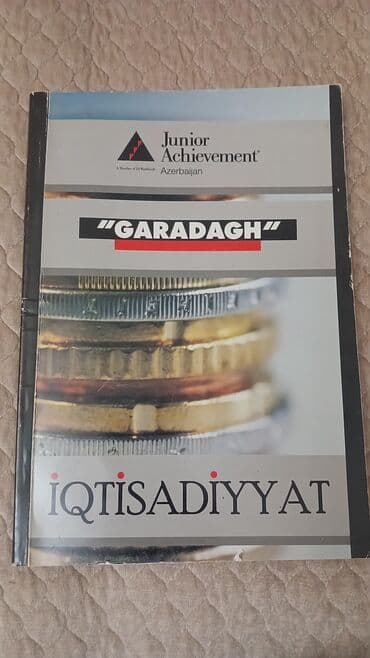 Junior
Achievement®
Azerbaijan
"GARADAGH"
İQTİSADİYYAT